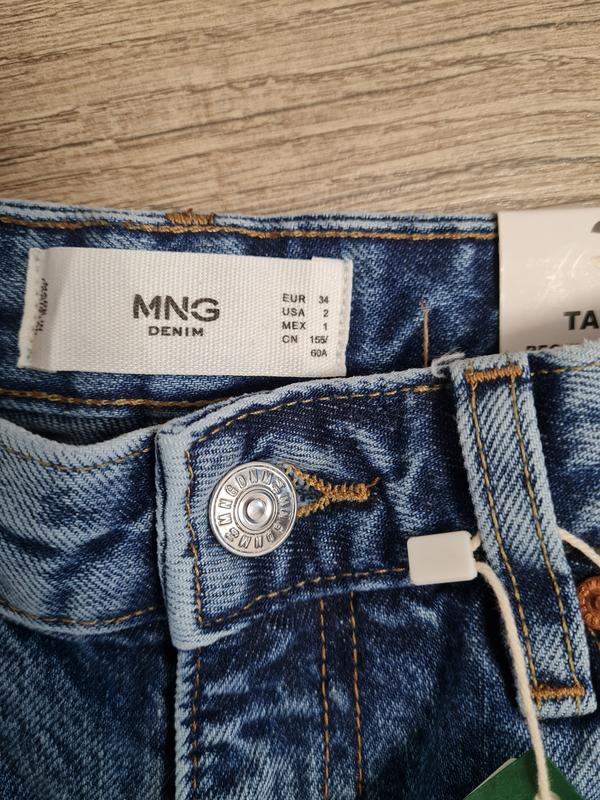 MNG
DENIM
EUR 34
USA 2
MEX 1
CN 155/
60A
TA